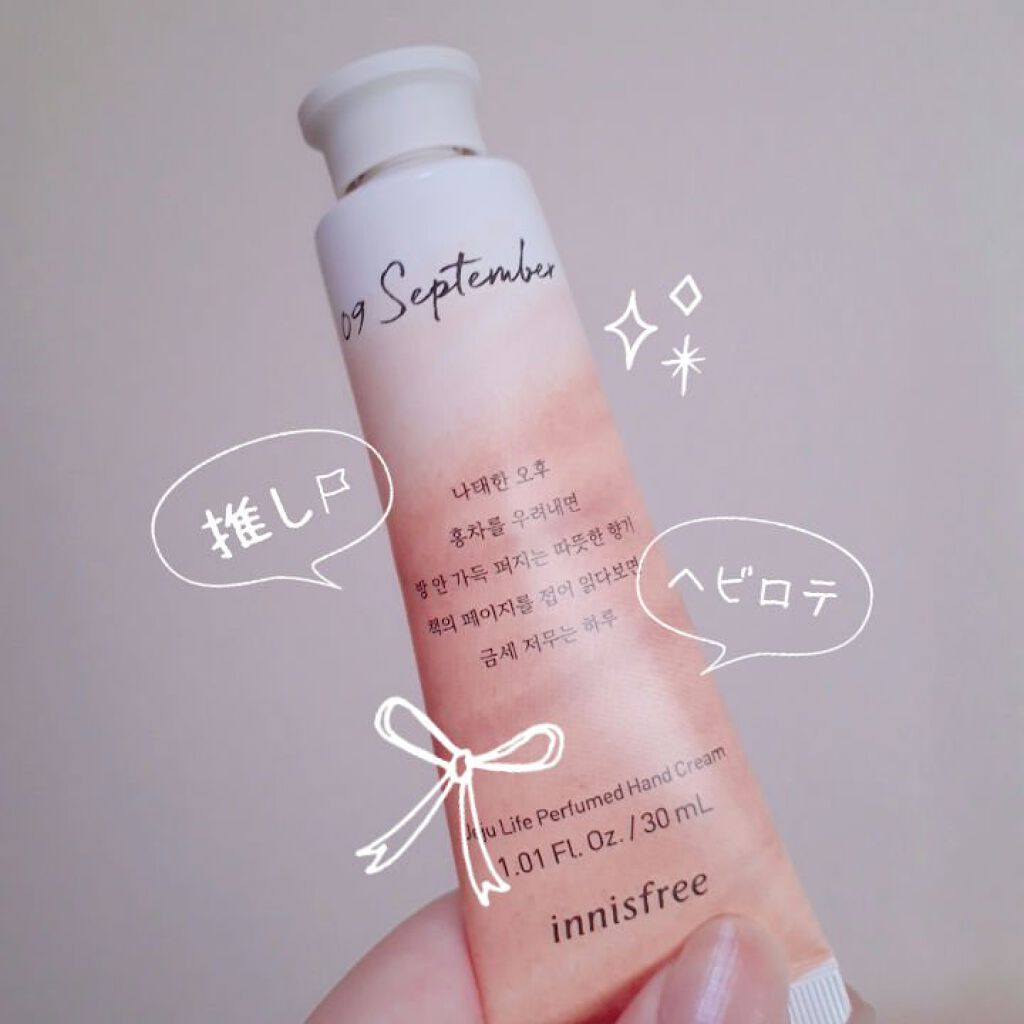 09 September
나태한 오후
홍차를 우려내면
방 안 가득 퍼지는 따뜻한 향기
책의 페이지를 접어 읽다보면
금세 저무는 하루
推し
ヘビロテ
Jeju Life Perfumed Hand Cream
1.01 Fl. Oz. / 30 mL
innisfree